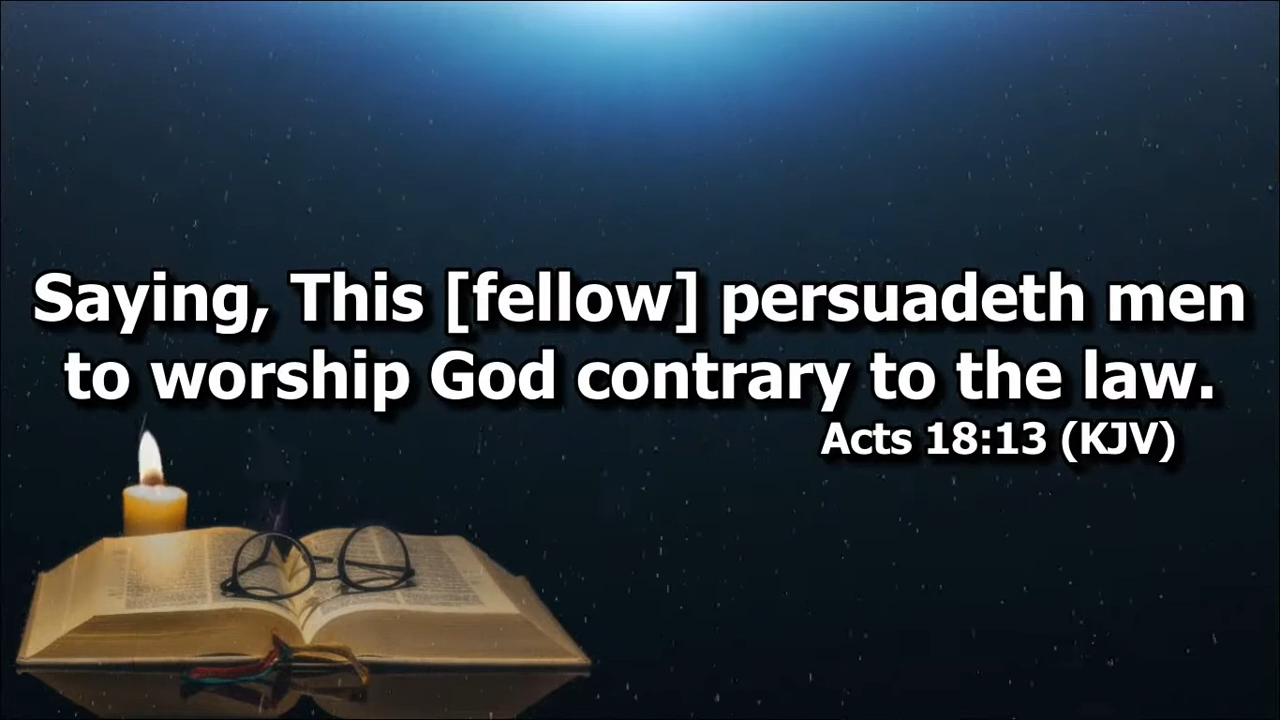 Saying, This [fellow] persuadeth men
to worship God contrary to the law.
Acts 18:13 (KJV)